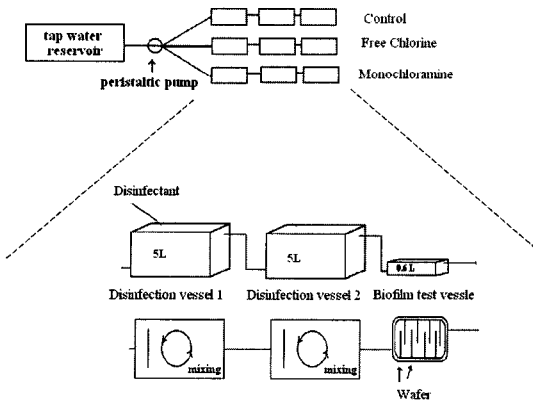 tap water
reservoir
peristaltic pump
Control
Free Chlorine
Monochloramine
Disinfectant
5L
5L
0.6 L
Disinfection vessel 1
Disinfection vessel 2
Biofilm test vessle
mixing
mixing
Wafer